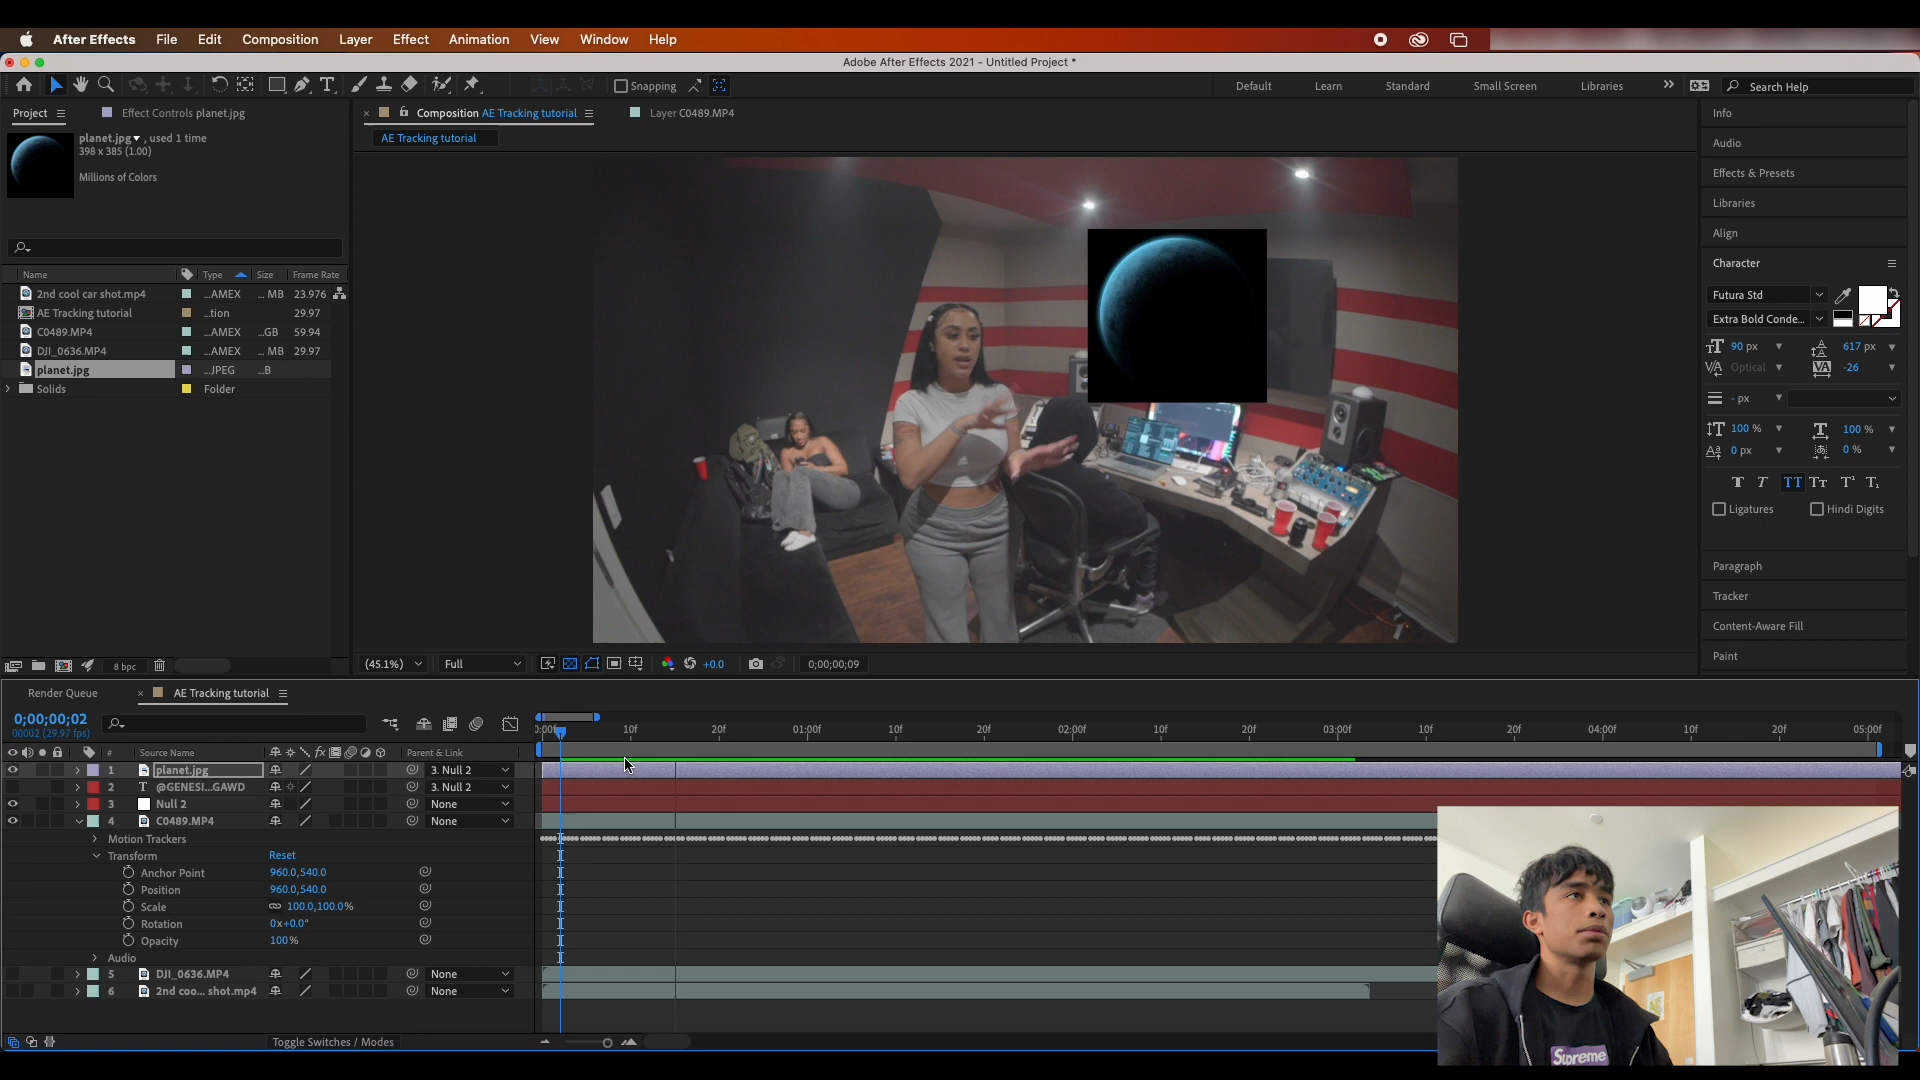 After Effects File Edit Composition Layer Effect Animation View Window Help
Adobe After Effects 2021 - Untitled Project *
Snapping
Default Learn Standard Small Screen Libraries
Search Help
Project
Effect Controls planet.jpg
Composition AE Tracking tutorial
Layer C0489.MP4
AE Tracking tutorial
planet.jpg▼ , used 1 time
398 x 385 (1.00)
Millions of Colors
Name Type Size Frame Rate
2nd cool car shot.mp4 ...AMEX ... MB 23.976
AE Tracking tutorial ...tion 29.97
C0489.MP4 ...AMEX ...GB 59.94
DJI_0636.MP4 ...AMEX ... MB 29.97
planet.jpg ...JPEG ...B
Solids Folder
8 bpc
(45.1%) Full +0.0 0;00;00;09
Info
Audio
Effects & Presets
Libraries
Align
Character
Futura Std
Extra Bold Conde...
90 px 617 px
Optical -26
- px
100 % 100 %
0 px 0 %
Ligatures Hindi Digits
Paragraph
Tracker
Content-Aware Fill
Paint
Render Queue AE Tracking tutorial
0;00;00;02
00002 (29.97 fps)
0:00f 10f 20f 01:00f 10f 20f 02:00f 10f 20f 03:00f 10f 20f 04:00f 10f 20f 05:00f
# Source Name Parent & Link
1 planet.jpg 3. Null 2
2 @GENESI...GAWD 3. Null 2
3 Null 2 None
4 C0489.MP4 None
Motion Trackers
Transform Reset
Anchor Point 960.0,540.0
Position 960.0,540.0
Scale 100.0,100.0%
Rotation 0x+0.0°
Opacity 100%
Audio
5 DJI_0636.MP4 None
6 2nd coo... shot.mp4 None
Toggle Switches / Modes
Supreme